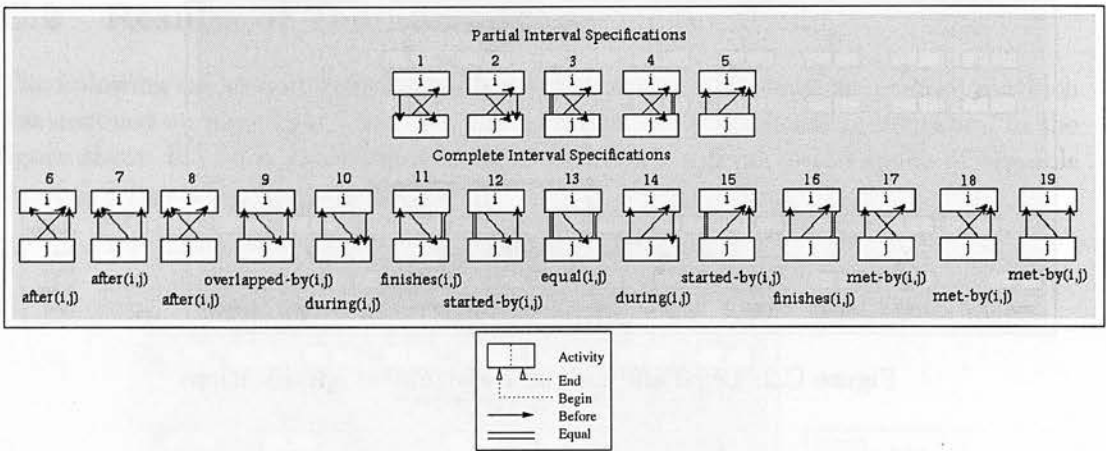 Partial Interval Specifications
1 2 3 4 5
i i i i i
j j j j j
Complete Interval Specifications
6 7 8 9 10 11 12 13 14 15 16 17 18 19
i i i i i i i i i i i i i i
j j j j j j j j j j j j j j
after(i,j) after(i,j) after(i,j) overlapped-by(i,j) during(i,j) finishes(i,j) started-by(i,j) equal(i,j) during(i,j) started-by(i,j) finishes(i,j) met-by(i,j) met-by(i,j) met-by(i,j)
Activity
End
Begin
Before
Equal